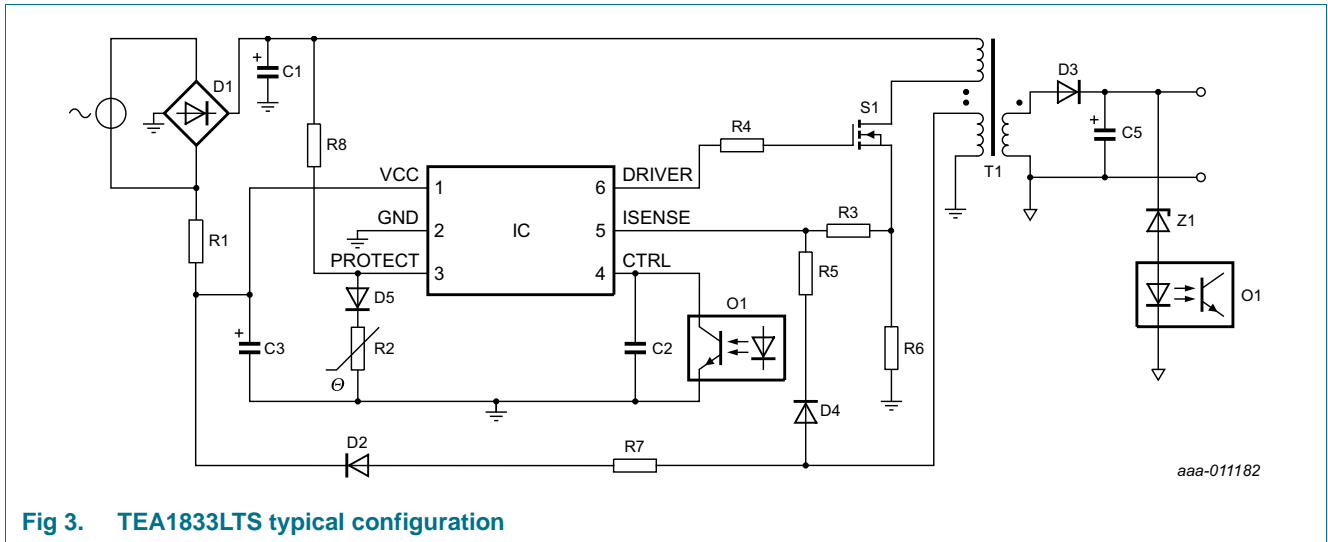 D1
+
C1
R8
R1
+
C3
VCC
GND
PROTECT
1
2
3
IC
6
5
4
DRIVER
ISENSE
CTRL
D5
R2
Θ
R4
S1
R3
R5
O1
C2
R6
D4
D2
R7
T1
D3
+
C5
Z1
O1
aaa-011182
Fig 3. TEA1833LTS typical configuration